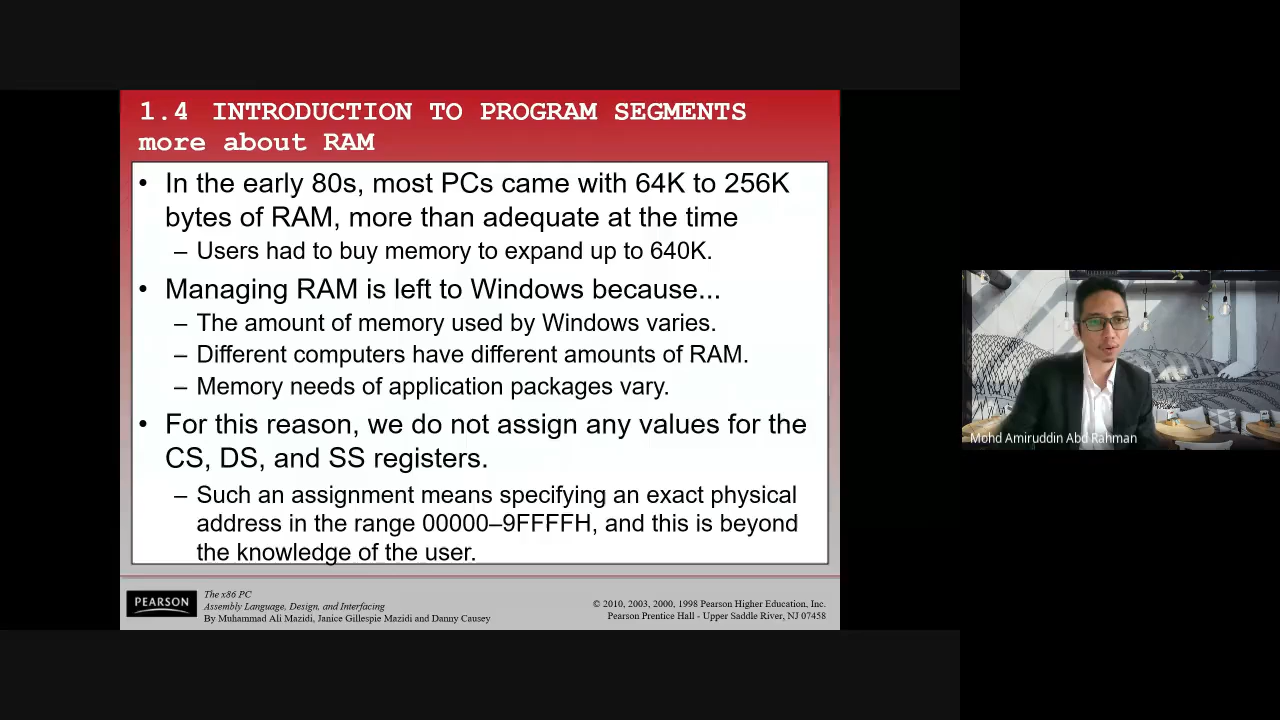 1.4 INTRODUCTION TO PROGRAM SEGMENTS
more about RAM
• In the early 80s, most PCs came with 64K to 256K
bytes of RAM, more than adequate at the time
– Users had to buy memory to expand up to 640K.
• Managing RAM is left to Windows because...
– The amount of memory used by Windows varies.
– Different computers have different amounts of RAM.
– Memory needs of application packages vary.
• For this reason, we do not assign any values for the
CS, DS, and SS registers.
– Such an assignment means specifying an exact physical
address in the range 00000–9FFFFH, and this is beyond
the knowledge of the user.
PEARSON
The x86 PC
Assembly Language, Design, and Interfacing
By Muhammad Ali Mazidi, Janice Gillespie Mazidi and Danny Causey
© 2010, 2003, 2000, 1998 Pearson Higher Education, Inc.
Pearson Prentice Hall - Upper Saddle River, NJ 07458
Mohd Amiruddin Abd Rahman